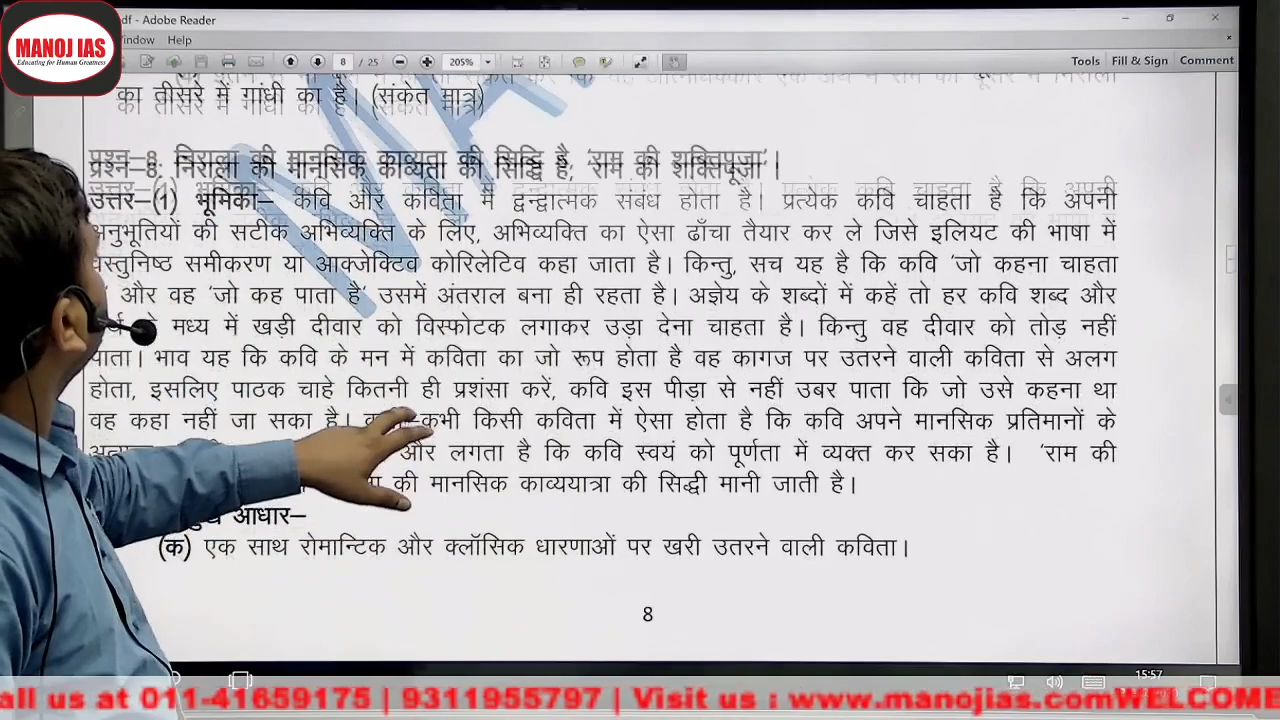 MANOJ IAS
Educating for Human Greatness
df - Adobe Reader
indow Help
8 / 25 205% Tools Fill & Sign Comment
का तीसरे में गांधी का है। (संकेत मात्र)
प्रश्न–8. निराला की मानसिक काव्यता की सिद्धि है, 'राम की शक्तिपूजा'।
उत्तर–(1) भूमिका– कवि और कविता में द्वन्द्वात्मक संबंध होता है। प्रत्येक कवि चाहता है कि अपनी
अनुभूतियों की सटीक अभिव्यक्ति के लिए, अभिव्यक्ति का ऐसा ढाँचा तैयार कर ले जिसे इलियट की भाषा में
वस्तुनिष्ठ समीकरण या आक्जेक्टिव कोरिलेटिव कहा जाता है। किन्तु, सच यह है कि कवि 'जो कहना चाहता
और वह 'जो कह पाता है' उसमें अंतराल बना ही रहता है। अज्ञेय के शब्दों में कहें तो हर कवि शब्द और
मध्य में खड़ी दीवार को विस्फोटक लगाकर उड़ा देना चाहता है। किन्तु वह दीवार को तोड़ नहीं
पाता। भाव यह कि कवि के मन में कविता का जो रूप होता है वह कागज पर उतरने वाली कविता से अलग
होता, इसलिए पाठक चाहे कितनी ही प्रशंसा करें, कवि इस पीड़ा से नहीं उबर पाता कि जो उसे कहना था
वह कहा नहीं जा सका है। कभी किसी कविता में ऐसा होता है कि कवि अपने मानसिक प्रतिमानों के
और लगता है कि कवि स्वयं को पूर्णता में व्यक्त कर सका है। 'राम की
की मानसिक काव्ययात्रा की सिद्धी मानी जाती है।
आधार–
(क) एक साथ रोमान्टिक और क्लॉसिक धारणाओं पर खरी उतरने वाली कविता।
8
15:57
all us at 011-41659175 | 9311995797 | Visit us | www.manojias.comWELCOME